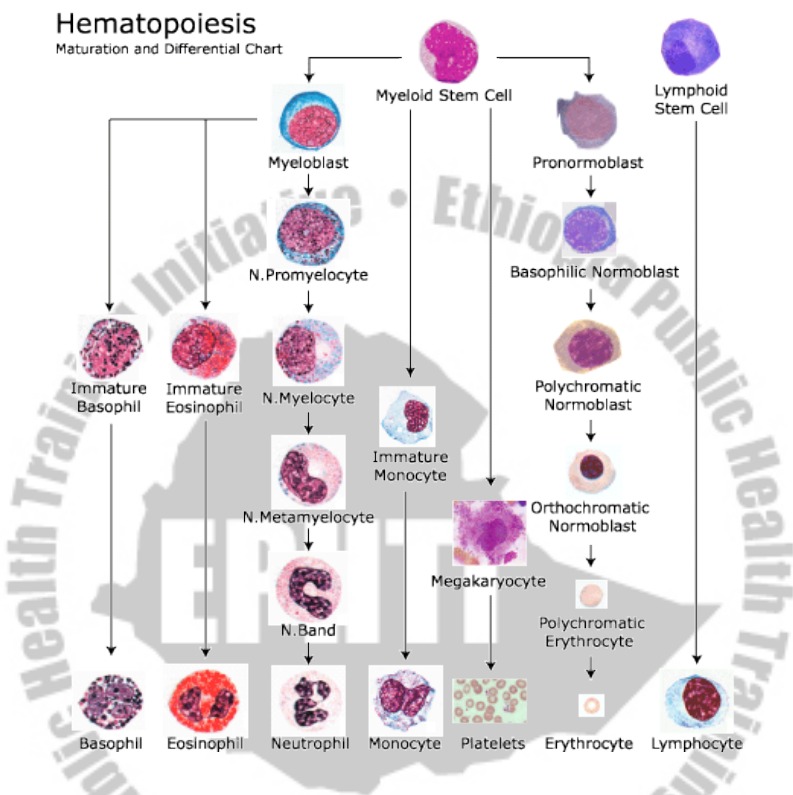 Hematopoiesis
Maturation and Differential Chart
Myeloid Stem Cell
Lymphoid
Stem Cell
Myeloblast
Pronormoblast
N.Promyelocyte
Basophilic Normoblast
Immature
Basophil
Immature
Eosinophil
N.Myelocyte
Polychromatic
Normoblast
Immature
Monocyte
N.Metamyelocyte
Orthochromatic
Normoblast
Megakaryocyte
N.Band
Polychromatic
Erythrocyte
Basophil
Eosinophil
Neutrophil
Monocyte
Platelets
Erythrocyte
Lymphocyte
EPHTI